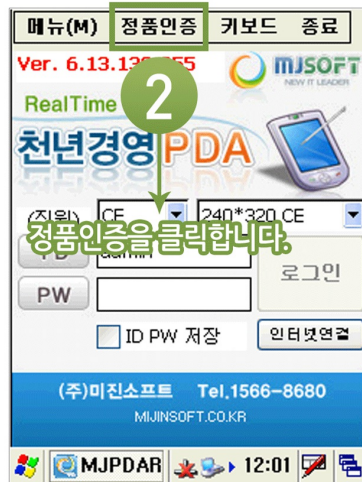 메뉴(M) 정품인증 키보드 종료
Ver. 6.13.13
MJSOFT
NEW IT LEADER
RealTime
2
천년경영 PDA
(직원) CE 240*320 CE
정품인증을 클릭합니다.
admin
로그인
PW
ID PW 저장 인터넷연결
(주)미진소프트 Tel.1566-8680
MIJINSOFT.CO.KR
MJPDAR 12:01